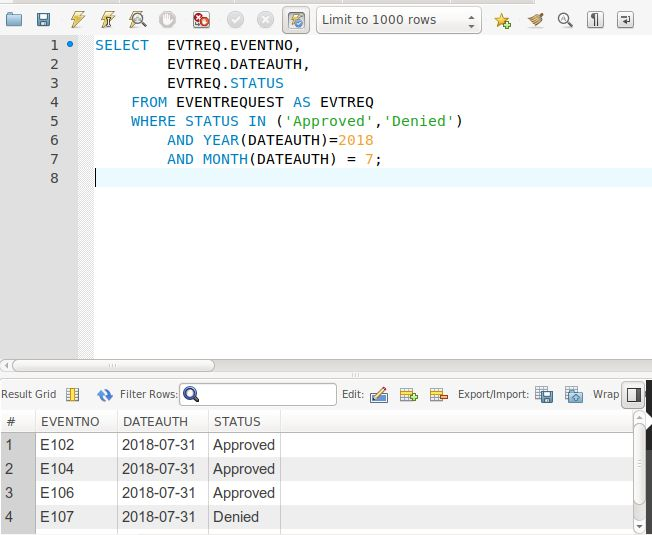 Limit to 1000 rows
1 SELECT EVTREQ.EVENTNO,
2 EVTREQ.DATEAUTH,
3 EVTREQ.STATUS
4 FROM EVENTREQUEST AS EVTREQ
5 WHERE STATUS IN ('Approved','Denied')
6 AND YEAR(DATEAUTH)=2018
7 AND MONTH(DATEAUTH) = 7;
8
Result Grid Filter Rows: Edit: Export/Import: Wrap
# EVENTNO DATEAUTH STATUS
1 E102 2018-07-31 Approved
2 E104 2018-07-31 Approved
3 E106 2018-07-31 Approved
4 E107 2018-07-31 Denied